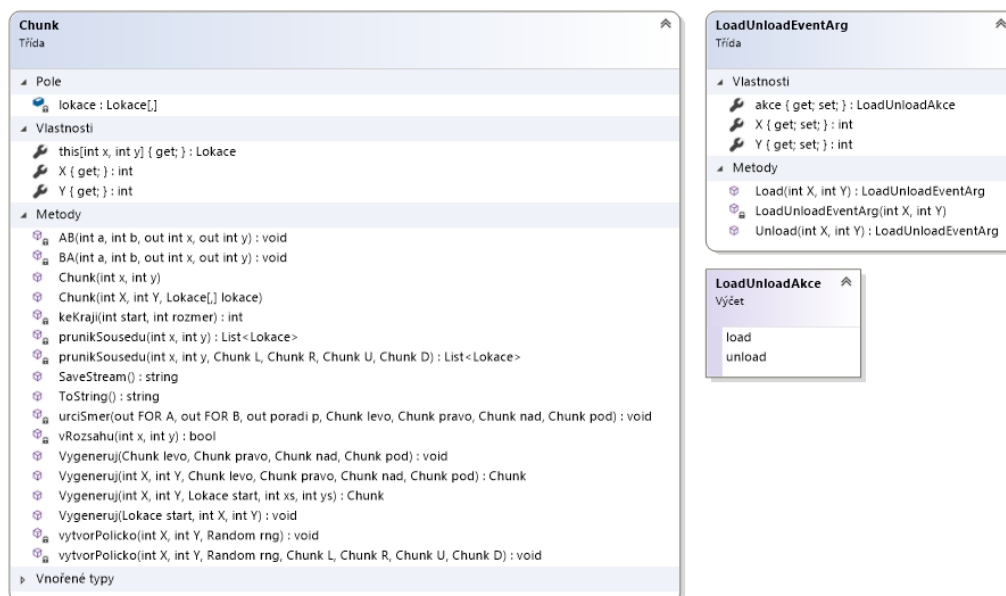 Chunk
Třída
Pole
lokace : Lokace[,]
Vlastnosti
this[int x, int y] { get; } : Lokace
X { get; } : int
Y { get; } : int
Metody
AB(int a, int b, out int x, out int y) : void
BA(int a, int b, out int x, out int y) : void
Chunk(int x, int y)
Chunk(int X, int Y, Lokace[,] lokace)
keKraji(int start, int rozmer) : int
prunikSousedu(int x, int y) : List<Lokace>
prunikSousedu(int x, int y, Chunk L, Chunk R, Chunk U, Chunk D) : List<Lokace>
SaveStream() : string
ToString() : string
urciSmer(out FOR A, out FOR B, out poradi p, Chunk levo, Chunk pravo, Chunk nad, Chunk pod) : void
vRozsahu(int x, int y) : bool
Vygeneruj(Chunk levo, Chunk pravo, Chunk nad, Chunk pod) : void
Vygeneruj(int X, int Y, Chunk levo, Chunk pravo, Chunk nad, Chunk pod) : Chunk
Vygeneruj(int X, int Y, Lokace start, int xs, int ys) : Chunk
Vygeneruj(Lokace start, int X, int Y) : void
vytvorPolicko(int X, int Y, Random rng) : void
vytvorPolicko(int X, int Y, Random rng, Chunk L, Chunk R, Chunk U, Chunk D) : void
Vnořené typy
LoadUnloadEventArg
Třída
Vlastnosti
akce { get; set; } : LoadUnloadAkce
X { get; set; } : int
Y { get; set; } : int
Metody
Load(int X, int Y) : LoadUnloadEventArg
LoadUnloadEventArg(int X, int Y)
Unload(int X, int Y) : LoadUnloadEventArg
LoadUnloadAkce
Výčet
load
unload